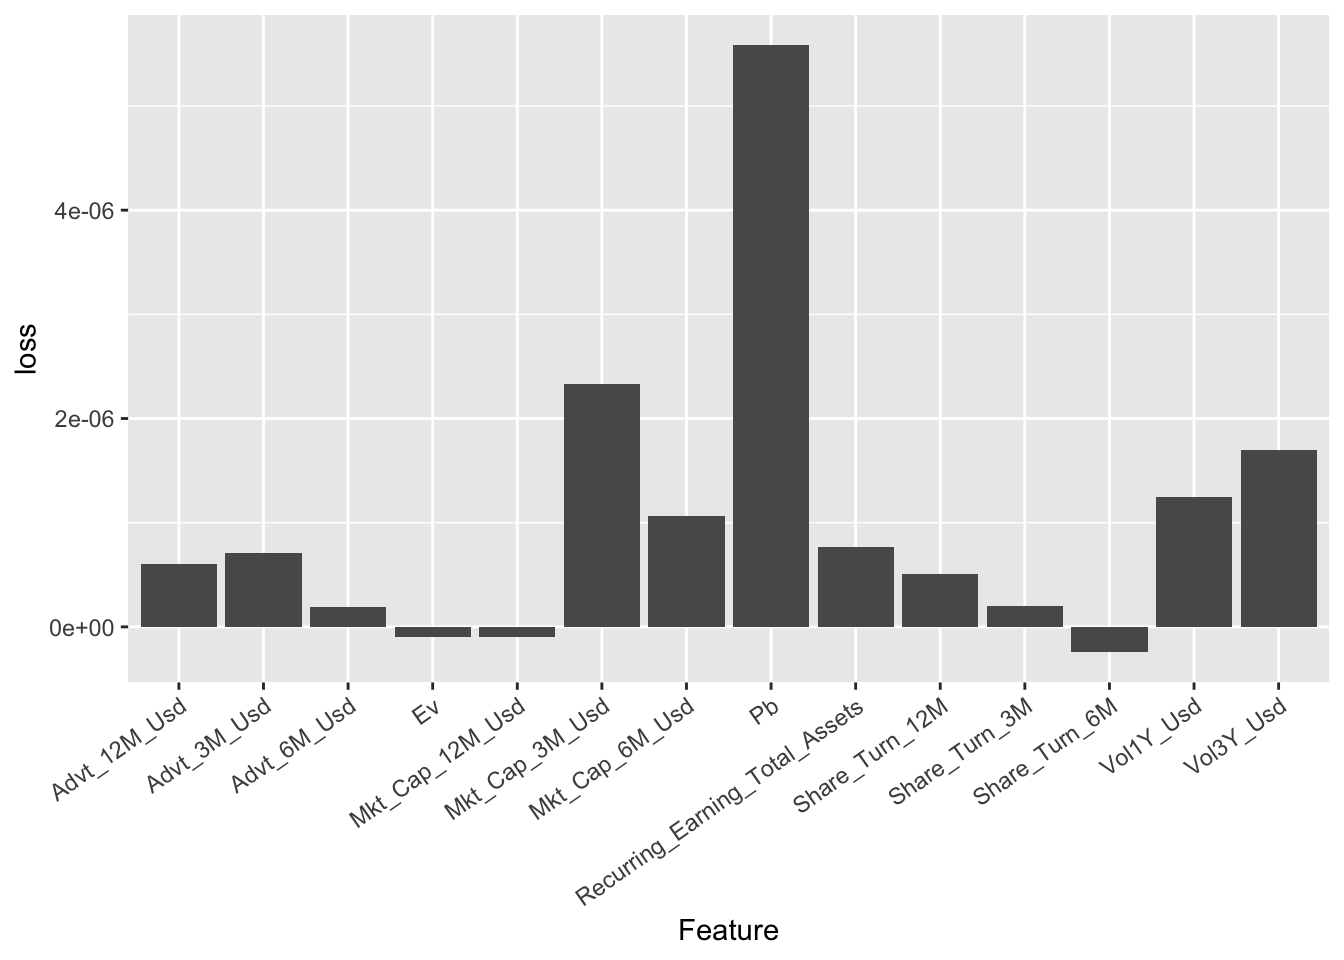 4e-06
2e-06
0e+00
loss
Advt_12M_Usd
Advt_3M_Usd
Advt_6M_Usd
Ev
Mkt_Cap_12M_Usd
Mkt_Cap_3M_Usd
Mkt_Cap_6M_Usd
Pb
Recurring_Earning_Total_Assets
Share_Turn_12M
Share_Turn_3M
Share_Turn_6M
Vol1Y_Usd
Vol3Y_Usd
Feature